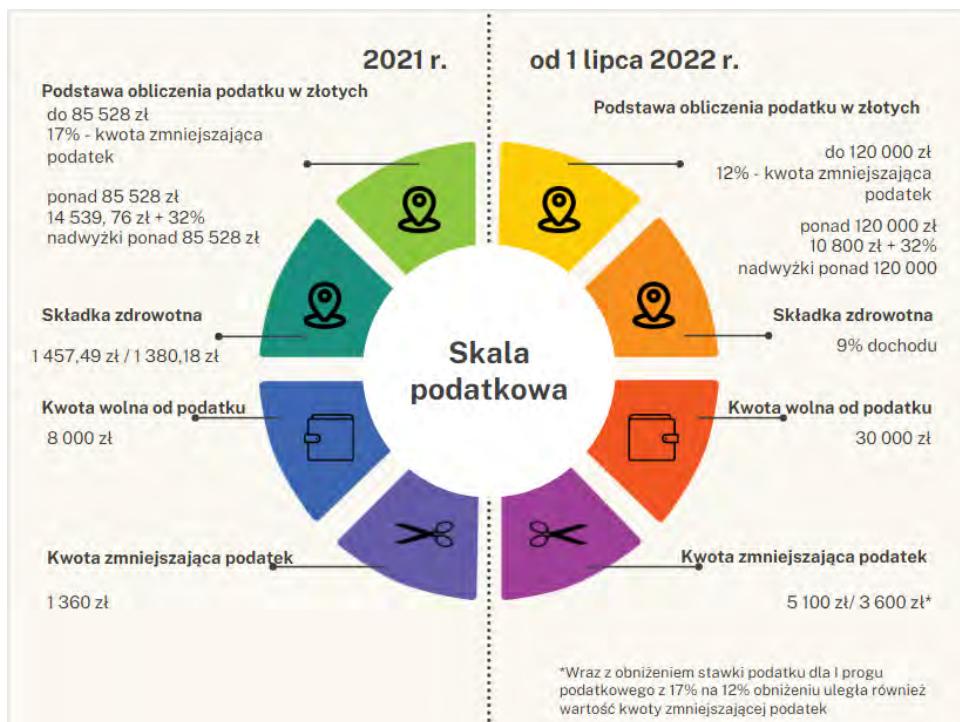 2021 r.
Podstawa obliczenia podatku w złotych
do 85 528 zł
17% - kwota zmniejszająca
podatek
ponad 85 528 zł
14 539, 76 zł + 32%
nadwyżki ponad 85 528 zł
Składka zdrowotna
1 457,49 zł / 1 380,18 zł
Kwota wolna od podatku
8 000 zł
Kwota zmniejszająca podatek
1 360 zł
Skala
podatkowa
od 1 lipca 2022 r.
Podstawa obliczenia podatku w złotych
do 120 000 zł
12% - kwota zmniejszająca
podatek
ponad 120 000 zł
10 800 zł + 32%
nadwyżki ponad 120 000
Składka zdrowotna
9% dochodu
Kwota wolna od podatku
30 000 zł
Kwota zmniejszająca podatek
5 100 zł/ 3 600 zł*
*Wraz z obniżeniem stawki podatku dla I progu
podatkowego z 17% na 12% obniżeniu uległa również
wartość kwoty zmniejszającej podatek